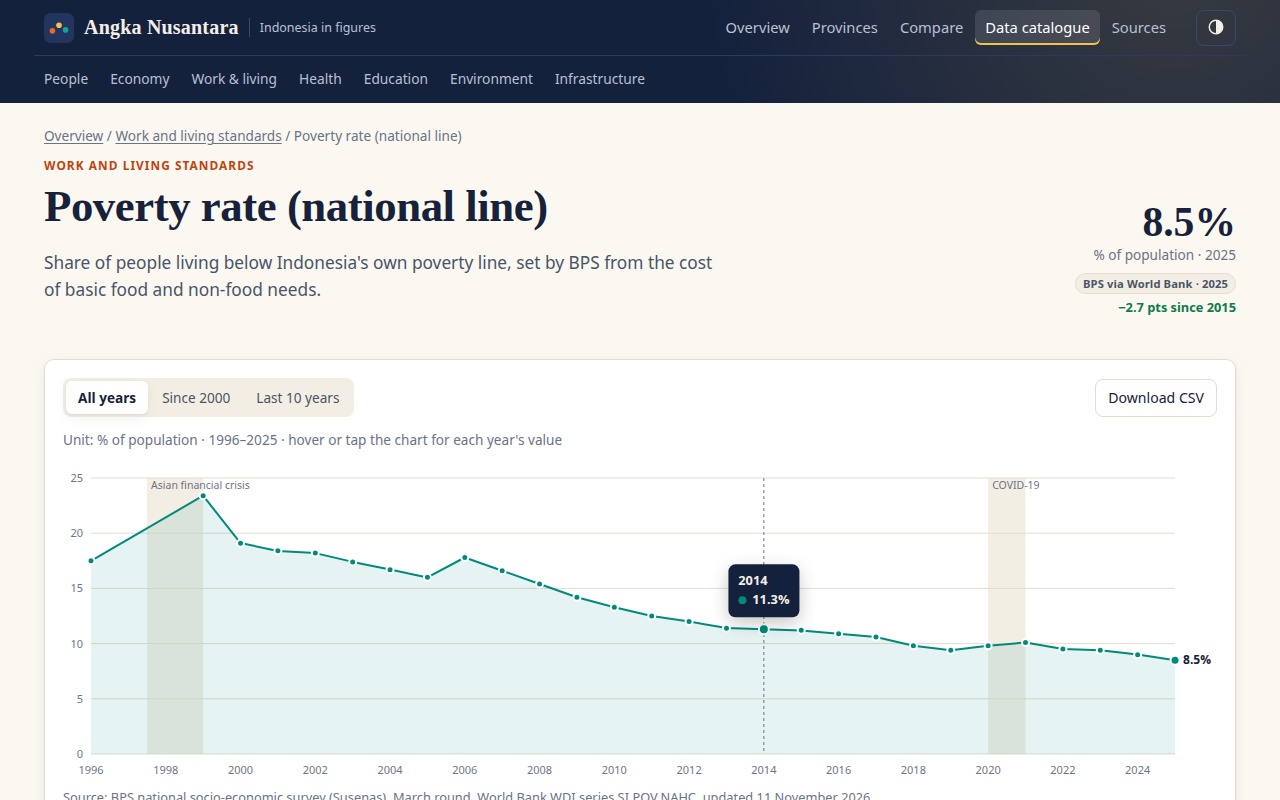 Angka Nusantara
Indonesia in figures
Overview
Provinces
Compare
Data catalogue
Sources
People
Economy
Work & living
Health
Education
Environment
Infrastructure
Overview / Work and living standards / Poverty rate (national line)
WORK AND LIVING STANDARDS
Poverty rate (national line)
Share of people living below Indonesia's own poverty line, set by BPS from the cost
of basic food and non-food needs.
8.5%
% of population · 2025
BPS via World Bank · 2025
−2.7 pts since 2015
All years
Since 2000
Last 10 years
Download CSV
Unit: % of population · 1996–2025 · hover or tap the chart for each year's value
25
20
15
10
5
0
Asian financial crisis
COVID-19
2014
11.3%
8.5%
1996
1998
2000
2002
2004
2006
2008
2010
2012
2014
2016
2018
2020
2022
2024
Source: BPS national socio-economic survey (Susenas), March round. World Bank WDI series SI.POV.NAHC, updated 11 November 2026